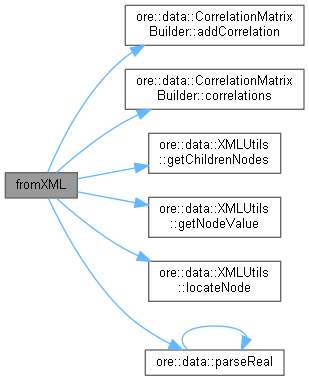 ore::data::CorrelationMatrix
Builder::addCorrelation
ore::data::CorrelationMatrix
Builder::correlations
ore::data::XMLUtils
::getChildrenNodes
fromXML
ore::data::XMLUtils
::getNodeValue
ore::data::XMLUtils
::locateNode
ore::data::parseReal